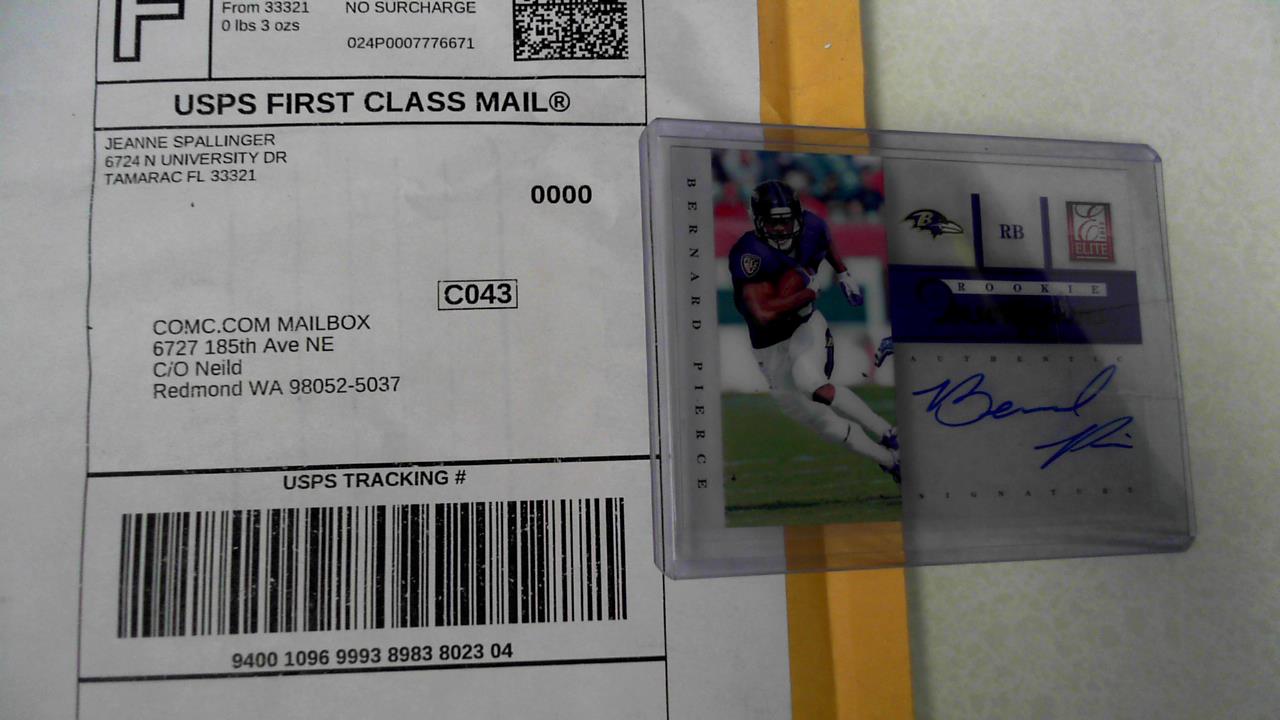 F
From 33321
0 lbs 3 ozs
NO SURCHARGE
024P0007776671
USPS FIRST CLASS MAIL®
JEANNE SPALLINGER
6724 N UNIVERSITY DR
TAMARAC FL 33321
0000
C043
COMC.COM MAILBOX
6727 185th Ave NE
C/O Neild
Redmond WA 98052-5037
USPS TRACKING #
9400 1096 9993 8983 8023 04
BERNARD PIERCE
RB
ELITE
ROOKIE
AUTHENTIC
SIGNATURE